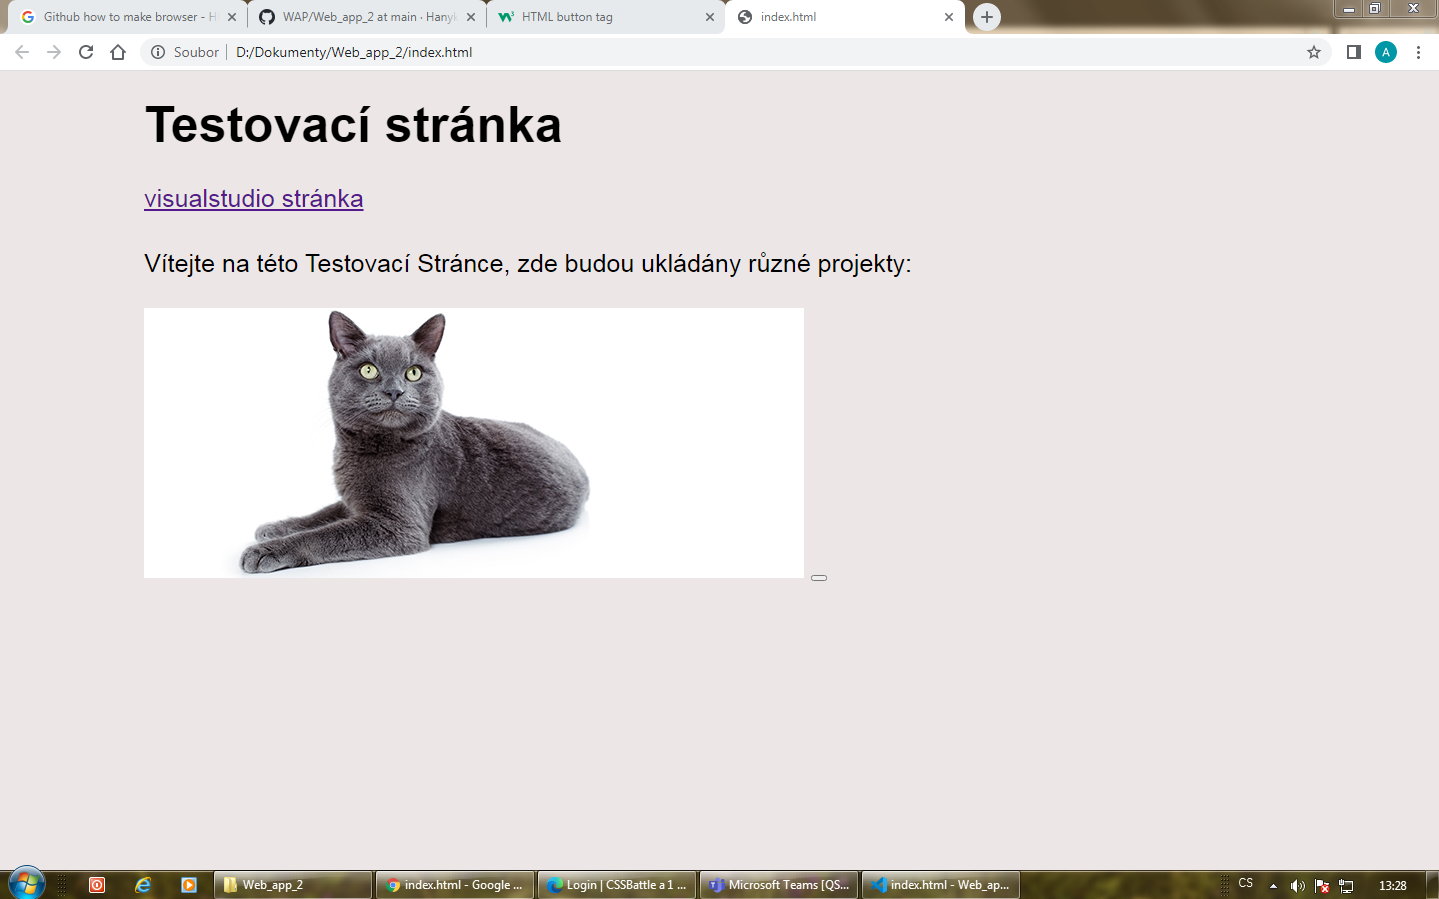 Github how to make browser - H
WAP/Web_app_2 at main · Hanyk
HTML button tag
index.html
Soubor
D:/Dokumenty/Web_app_2/index.html
A
Testovací stránka
visualstudio stránka
Vítejte na této Testovací Stránce, zde budou ukládány různé projekty:
Web_app_2
index.html - Google ...
Login | CSSBattle a 1 ...
Microsoft Teams [QS...
index.html - Web_ap...
CS
13:28